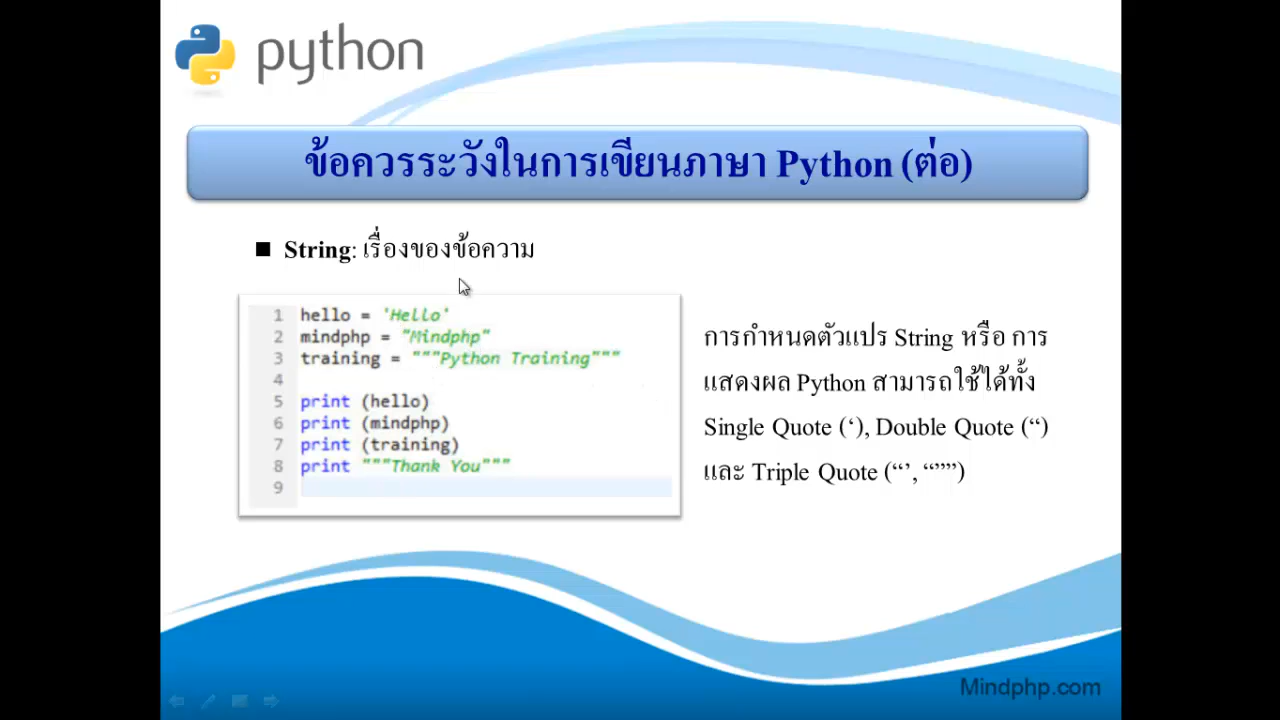 python
ข้อควรระวังในการเขียนภาษา Python (ต่อ)
■ String: เรื่องของข้อความ
1 hello = 'Hello'
2 mindphp = "Mindphp"
3 training = """Python Training"""
4
5 print (hello)
6 print (mindphp)
7 print (training)
8 print """Thank You"""
9
การกำหนดตัวแปร String หรือ การ
แสดงผล Python สามารถใช้ได้ทั้ง
Single Quote (‘), Double Quote (“)
และ Triple Quote (“’, “””)
Mindphp.com